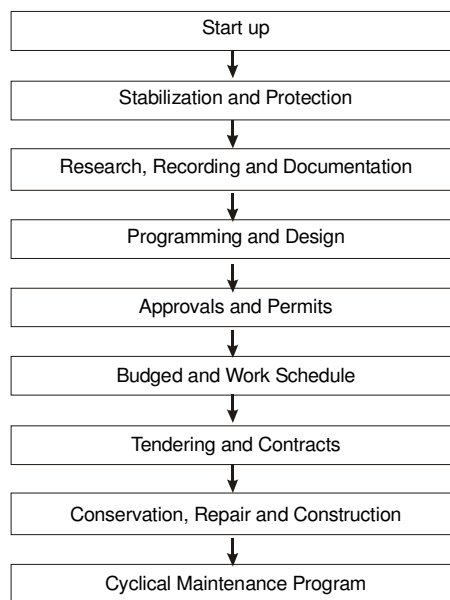 Start up
Stabilization and Protection
Research, Recording and Documentation
Programming and Design
Approvals and Permits
Budged and Work Schedule
Tendering and Contracts
Conservation, Repair and Construction
Cyclical Maintenance Program